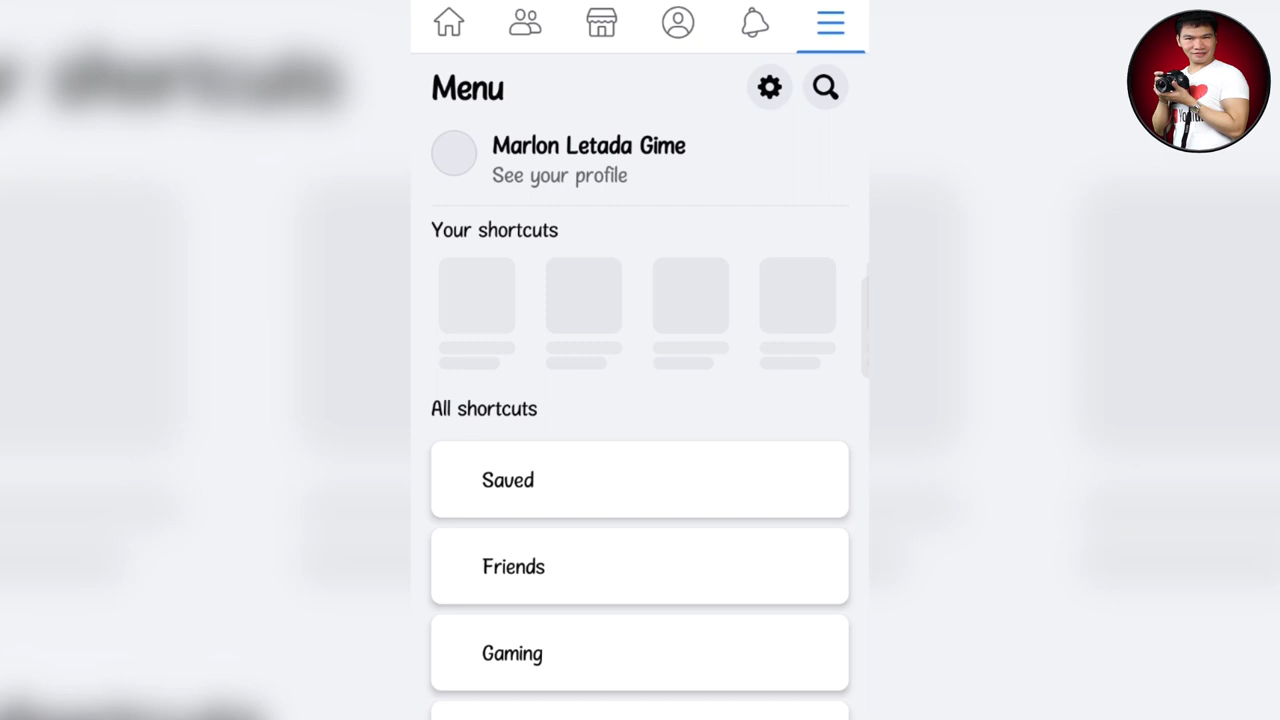 Menu
Marlon Letada Gime
See your profile
Your shortcuts
All shortcuts
Saved
Friends
Gaming